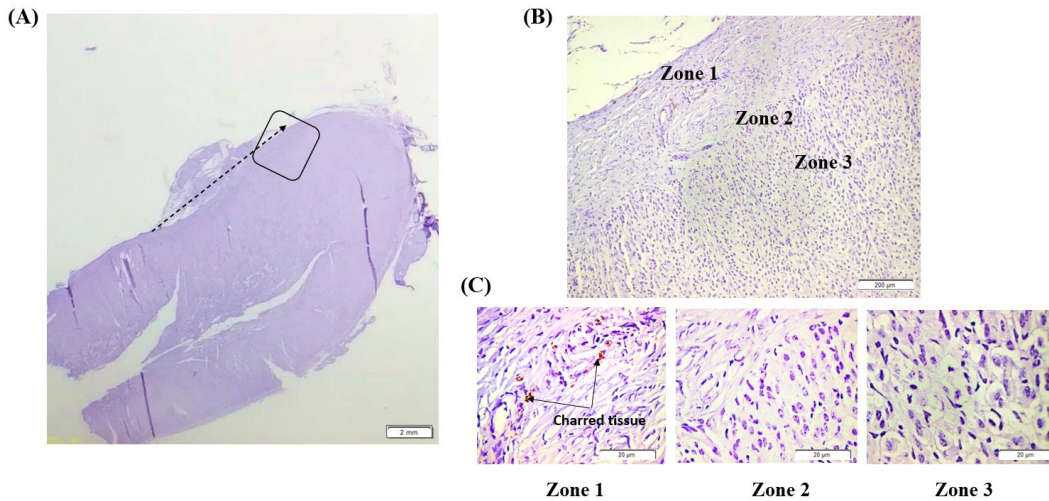 (A)
2 mm
(B)
Zone 1
Zone 2
Zone 3
200 µm
(C)
Charred tissue
20 µm
20 µm
20 µm
Zone 1
Zone 2
Zone 3